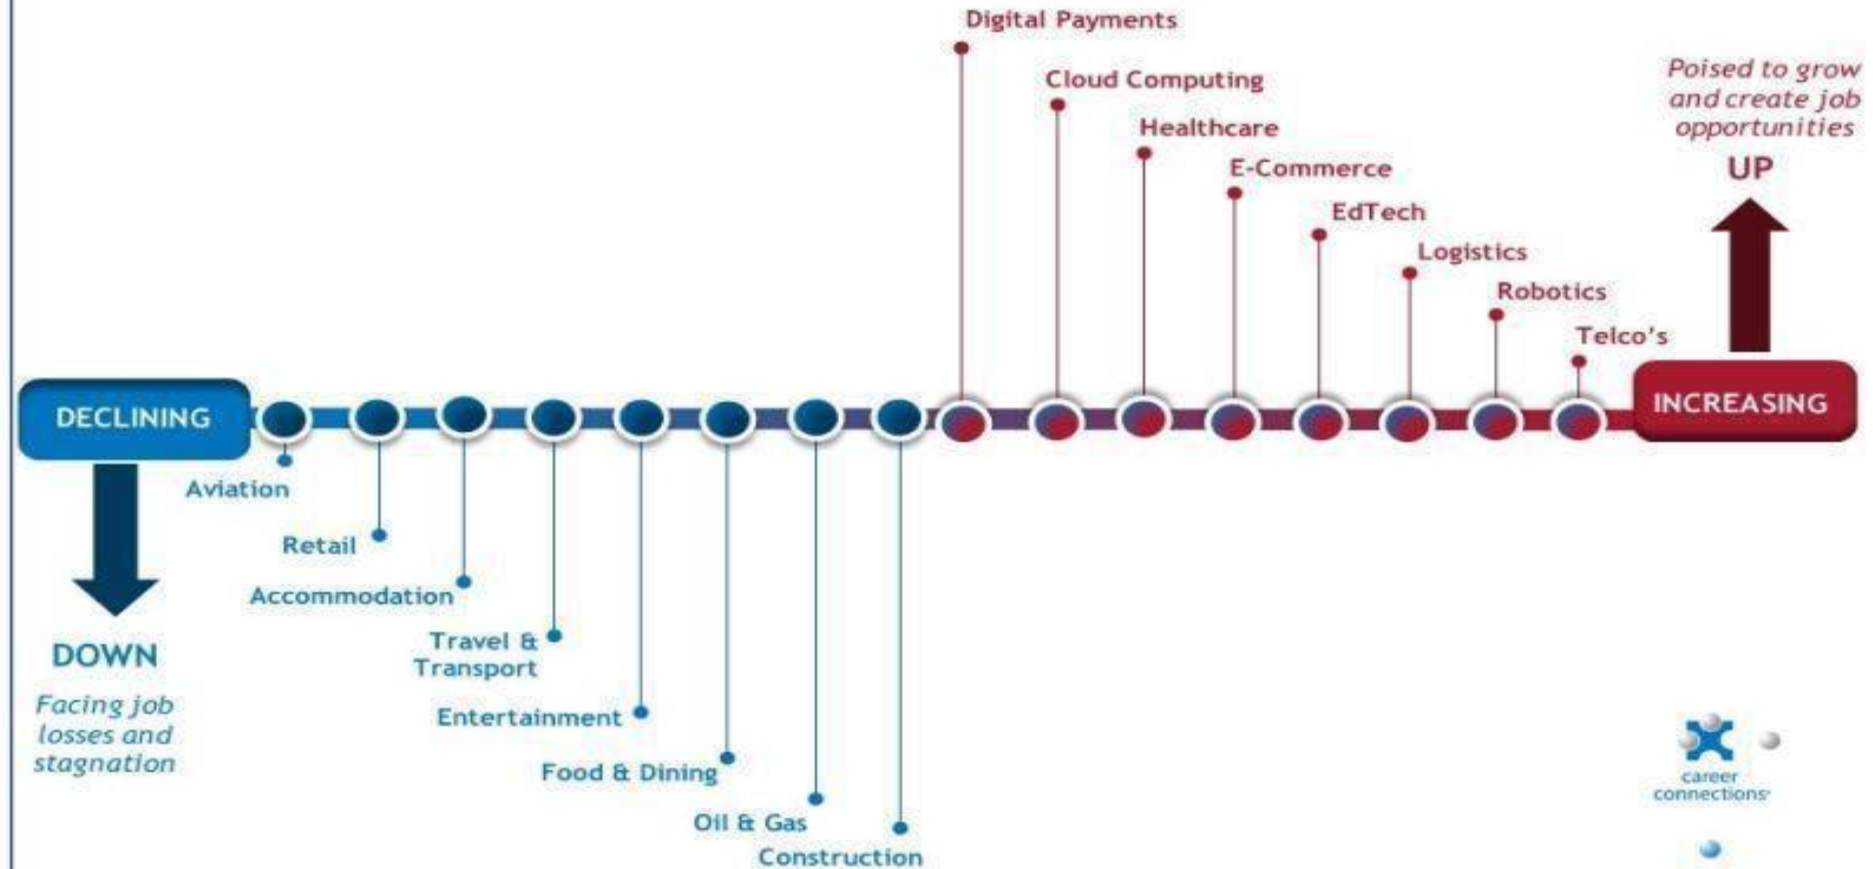 Digital Payments
Cloud Computing
Healthcare
E-Commerce
EdTech
Logistics
Robotics
Telco's
Poised to grow
and create job
opportunities
UP
INCREASING
DECLINING
DOWN
Facing job
losses and
stagnation
Aviation
Retail
Accommodation
Travel &
Transport
Entertainment
Food & Dining
Oil & Gas
Construction
career
connections